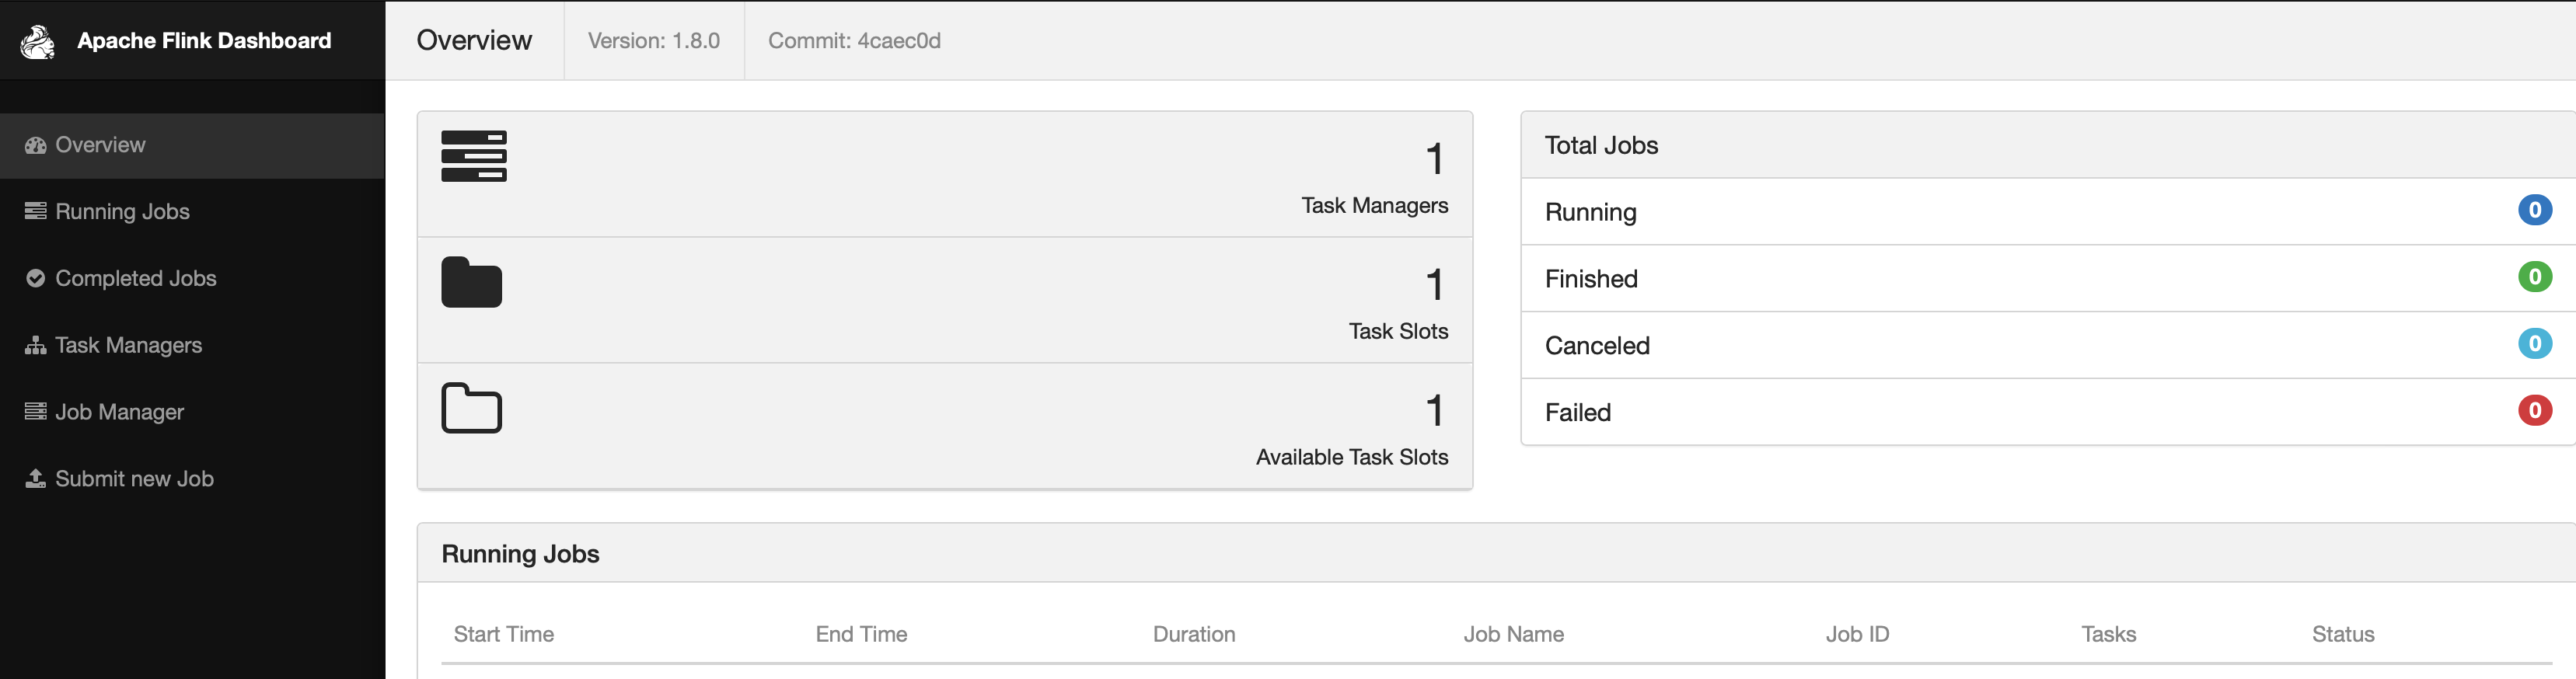 Apache Flink Dashboard
Overview
Version: 1.8.0
Commit: 4caec0d
Overview
Running Jobs
Completed Jobs
Task Managers
Job Manager
Submit new Job
1
Task Managers
1
Task Slots
1
Available Task Slots
Total Jobs
Running 0
Finished 0
Canceled 0
Failed 0
Running Jobs
Start Time End Time Duration Job Name Job ID Tasks Status